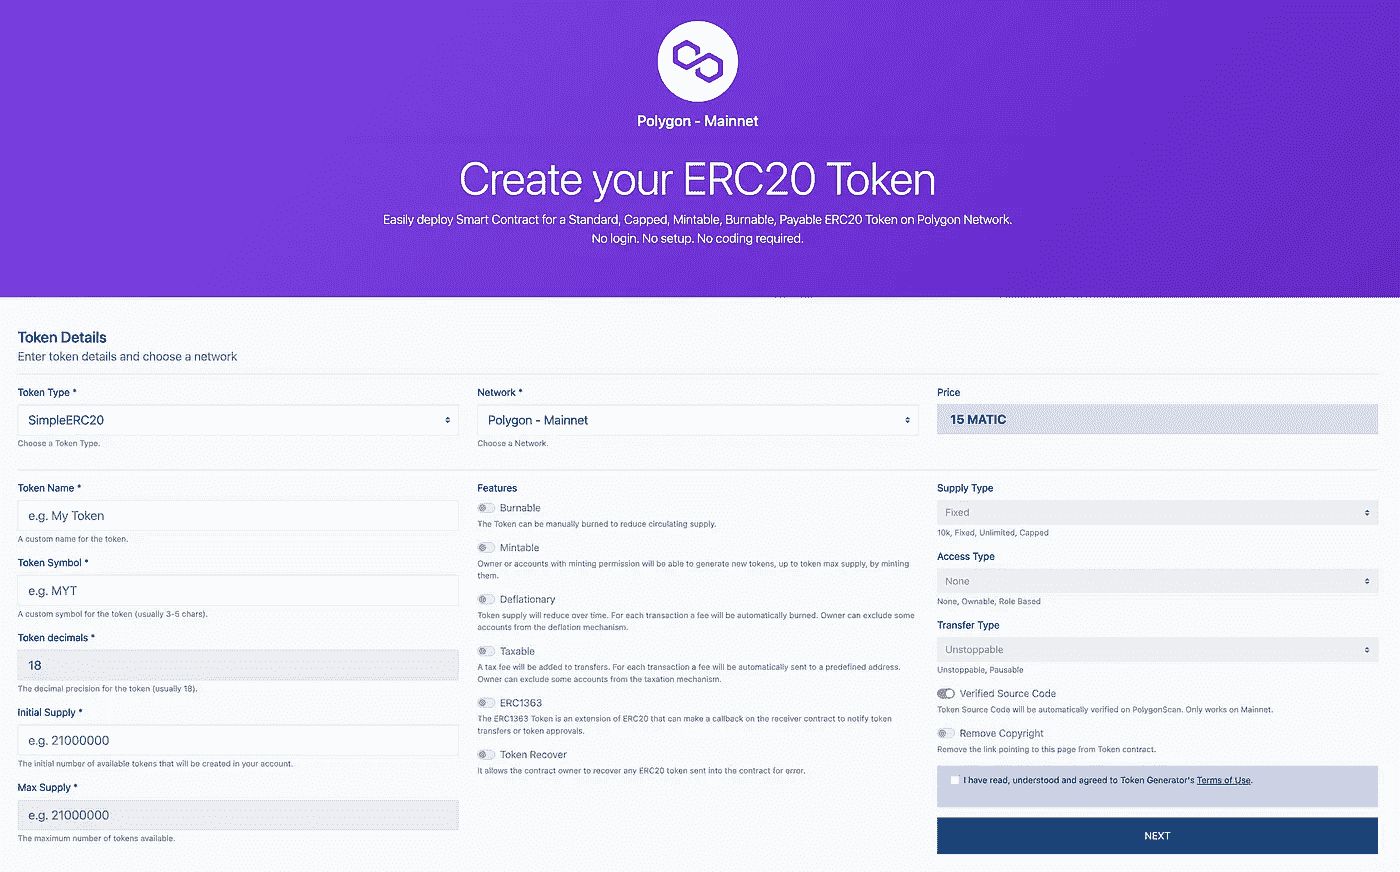 Polygon - Mainnet
Create your ERC20 Token
Easily deploy Smart Contract for a Standard, Capped, Mintable, Burnable, Payable ERC20 Token on Polygon Network.
No login. No setup. No coding required.
Token Details
Enter token details and choose a network
Token Type *
SimpleERC20
Choose a Token Type.
Network *
Polygon - Mainnet
Choose a Network.
Price
15 MATIC
Token Name *
e.g. My Token
A custom name for the token.
Token Symbol *
e.g. MYT
A custom symbol for the token (usually 3-5 chars).
Token decimals *
18
The decimal precision for the token (usually 18).
Initial Supply *
e.g. 21000000
The initial number of available tokens that will be created in your account.
Max Supply *
e.g. 21000000
The maximum number of tokens available.
Features
Burnable
The Token can be manually burned to reduce circulating supply.
Mintable
Owner or accounts with minting permission will be able to generate new tokens, up to token max supply, by minting
them.
Deflationary
Token supply will reduce over time. For each transaction a fee will be automatically burned. Owner can exclude some
accounts from the deflation mechanism.
Taxable
A tax fee will be added to transfers. For each transaction a fee will be automatically sent to a predefined address.
Owner can exclude some accounts from the taxation mechanism.
ERC1363
The ERC1363 Token is an extension of ERC20 that can make a callback on the receiver contract to notify token
transfers or token approvals.
Token Recover
It allows the contract owner to recover any ERC20 token sent into the contract for error.
Supply Type
Fixed
10k, Fixed, Unlimited, Capped
Access Type
None
None, Ownable, Role Based
Transfer Type
Unstoppable
Unstoppable, Pausable
Verified Source Code
Token Source Code will be automatically verified on PolygonScan. Only works on Mainnet.
Remove Copyright
Remove the link pointing to this page from Token contract.
I have read, understood and agreed to Token Generator's Terms of Use.
NEXT